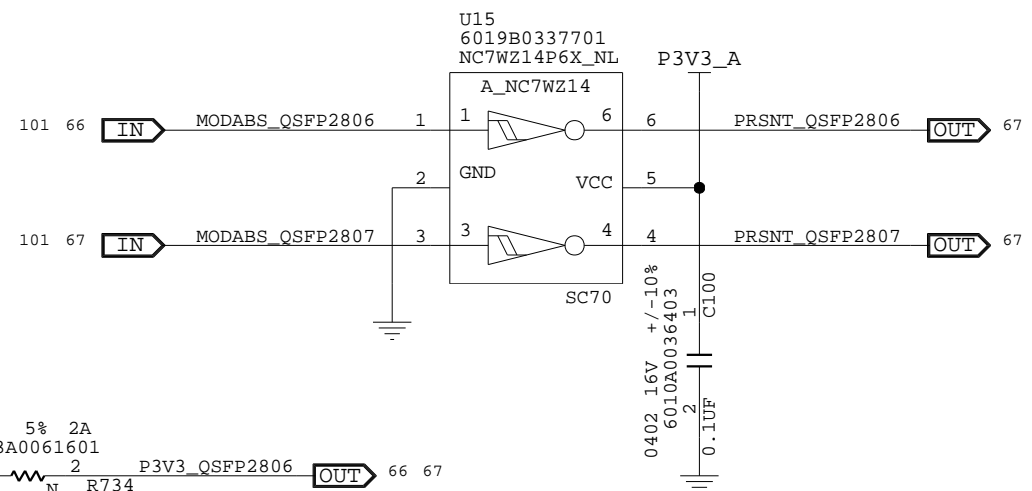 U15
6019B0337701
NC7WZ14P6X_NL
P3V3_A
A_NC7WZ14
101 66 IN MODABS_QSFP2806 1 1 6 6 PRSNT_QSFP2806 OUT 67
2 GND VCC 5
101 67 IN MODABS_QSFP2807 3 3 4 4 PRSNT_QSFP2807 OUT 67
SC70
0402 16V +/-10%
6010A0036403
1 C100
2 0.1UF
5% 2A
3A0061601
2 P3V3_QSFP2806 OUT 66 67
N R734